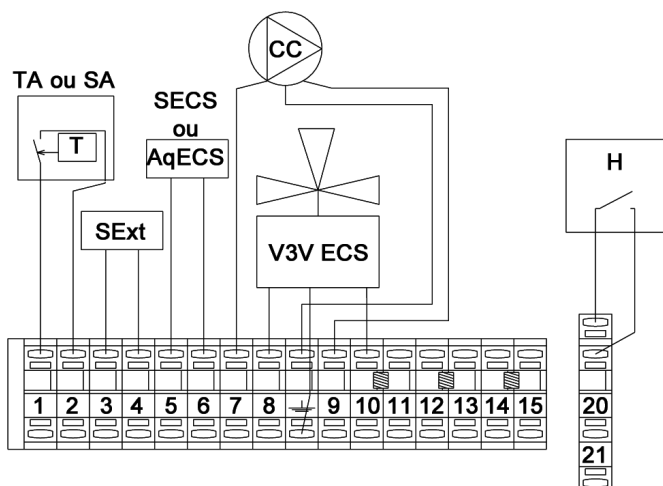 CC
TA ou SA
T
SECS
ou
AqECS
SExt
V3V ECS
H
1 2 3 4 5 6 7 8 9 10 11 12 13 14 15
20
21